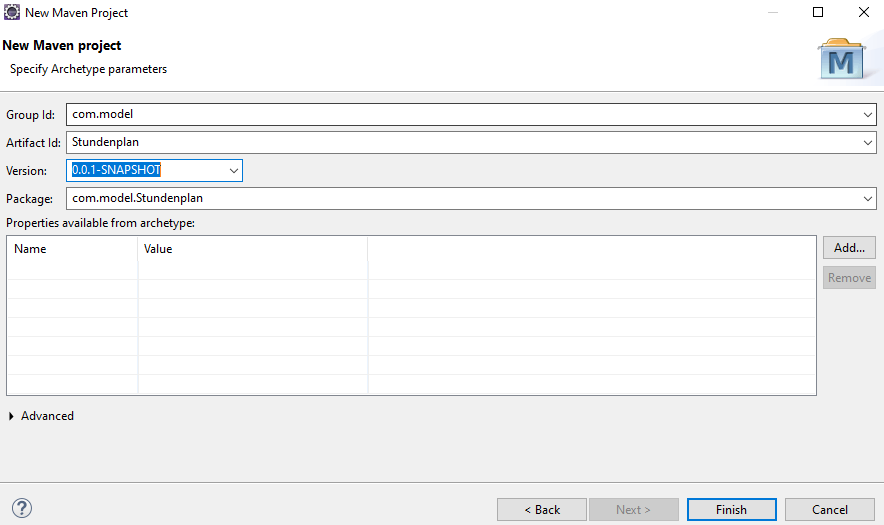 New Maven Project
New Maven project
Specify Archetype parameters
M
Group Id: com.model
Artifact Id: Stundenplan
Version: 0.0.1-SNAPSHOT
Package: com.model.Stundenplan
Properties available from archetype:
Name Value
Add...
Remove
Advanced
? < Back Next > Finish Cancel